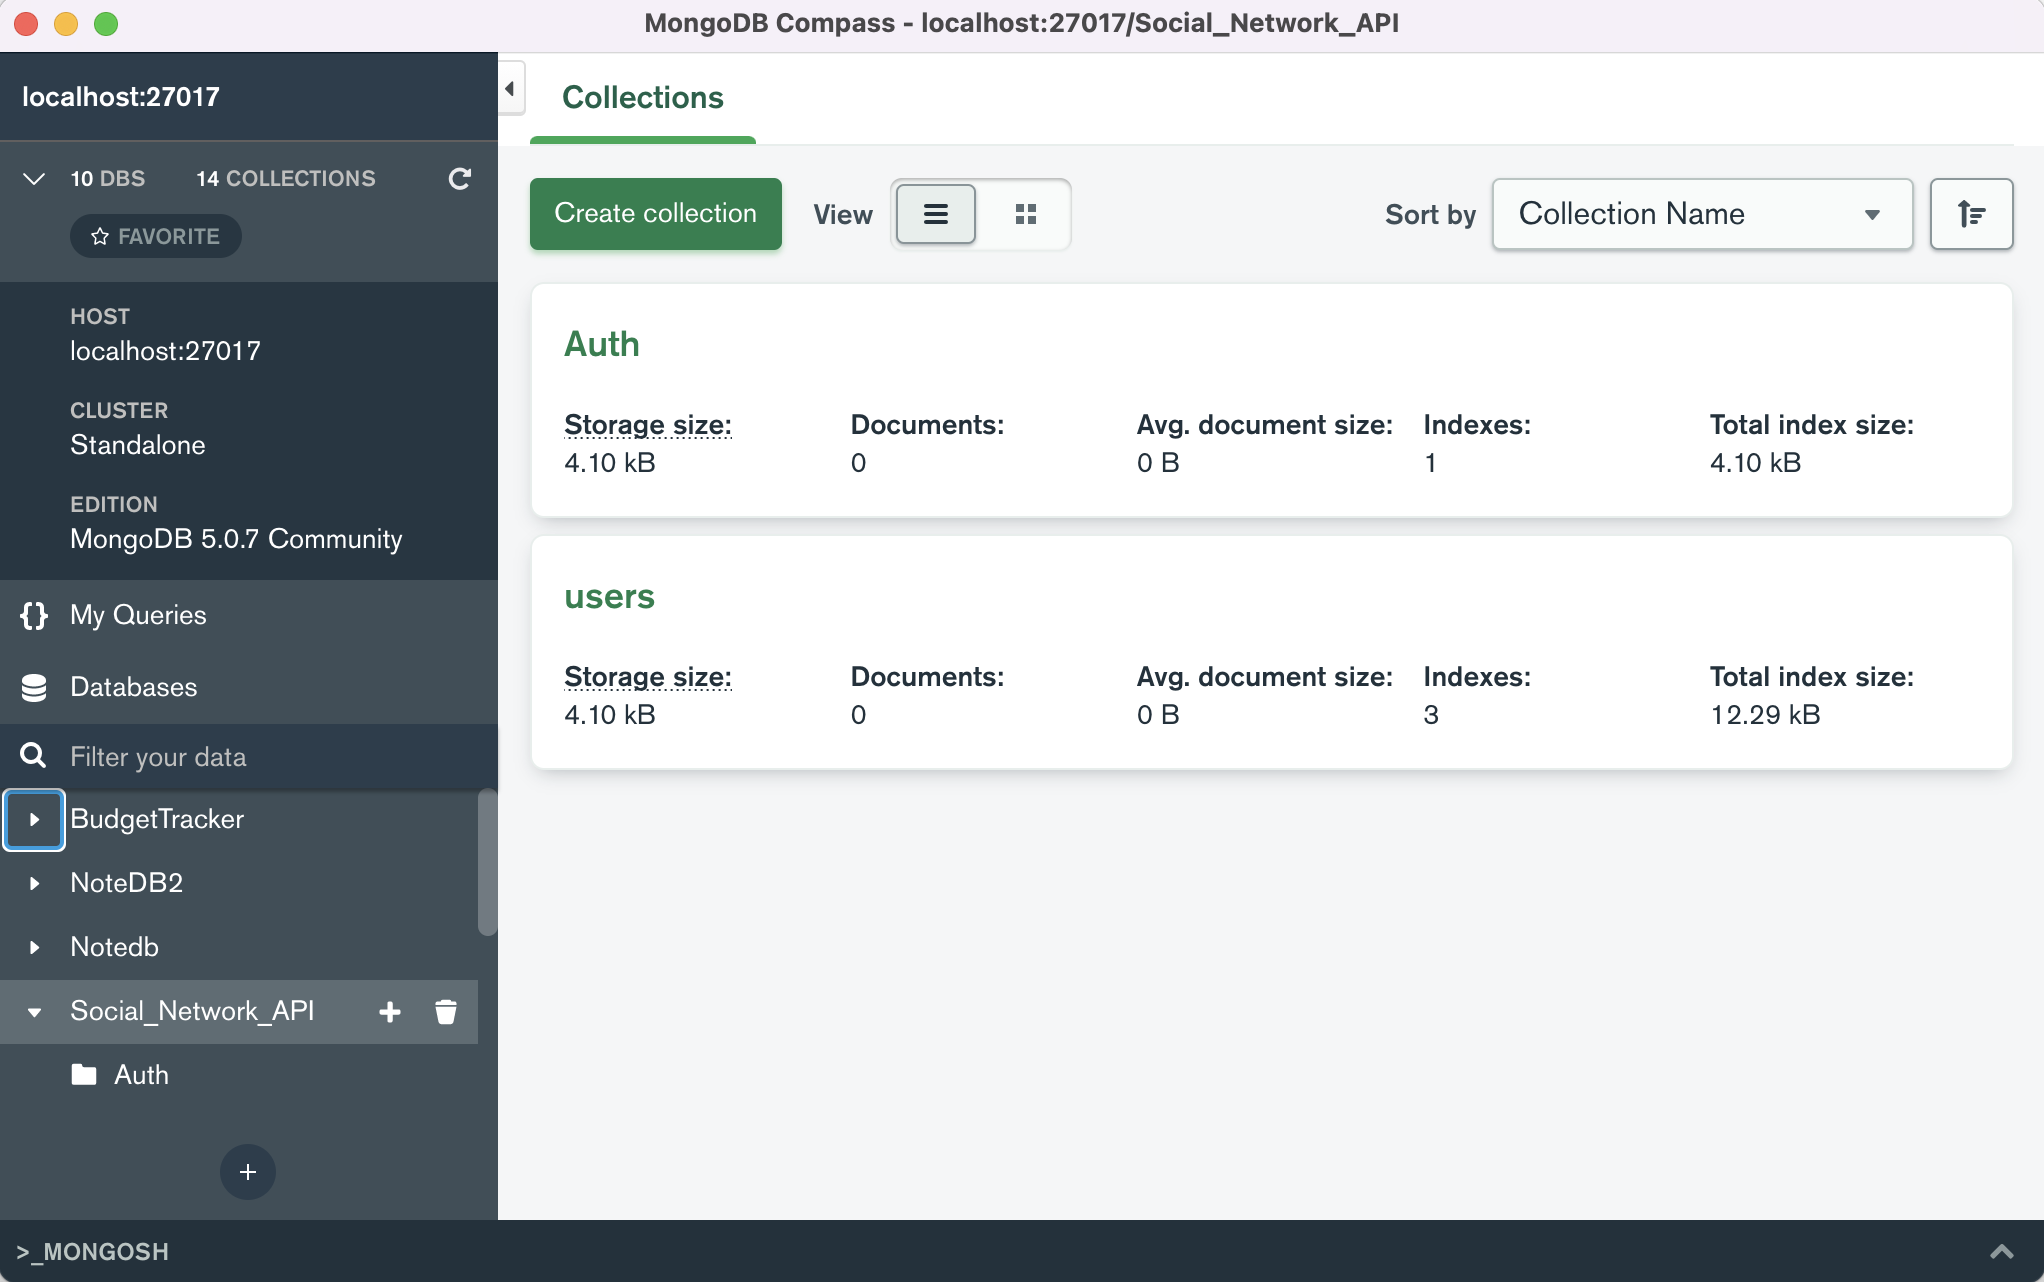 MongoDB Compass - localhost:27017/Social_Network_API
localhost:27017
10 DBS 14 COLLECTIONS
FAVORITE
HOST
localhost:27017
CLUSTER
Standalone
EDITION
MongoDB 5.0.7 Community
{} My Queries
Databases
Filter your data
BudgetTracker
NoteDB2
Notedb
Social_Network_API
Auth
+
Collections
Create collection View Sort by Collection Name
Auth
Storage size: Documents: Avg. document size: Indexes: Total index size:
4.10 kB 0 0 B 1 4.10 kB
users
Storage size: Documents: Avg. document size: Indexes: Total index size:
4.10 kB 0 0 B 3 12.29 kB
>_MONGOSH